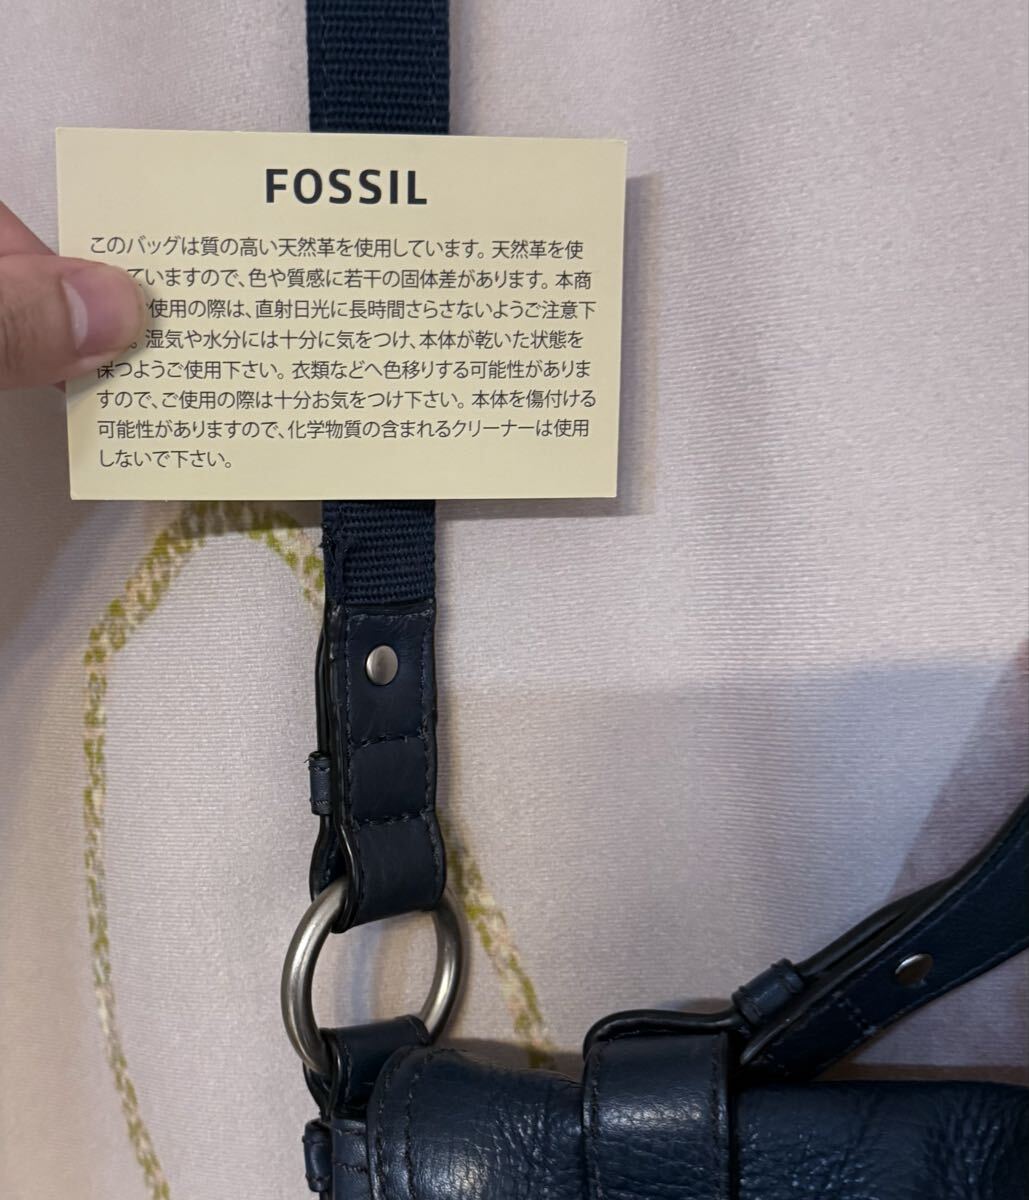 FOSSIL
このバッグは質の高い天然革を使用しています。天然革を使
ていますので、色や質感に若干の固体差があります。本商
使用の際は、直射日光に長時間さらさないようご注意下
。湿気や水分には十分に気をつけ、本体が乾いた状態を
保つようご使用下さい。衣類などへ色移りする可能性がありま
すので、ご使用の際は十分お気をつけ下さい。本体を傷付ける
可能性がありますので、化学物質の含まれるクリーナーは使用
しないで下さい。